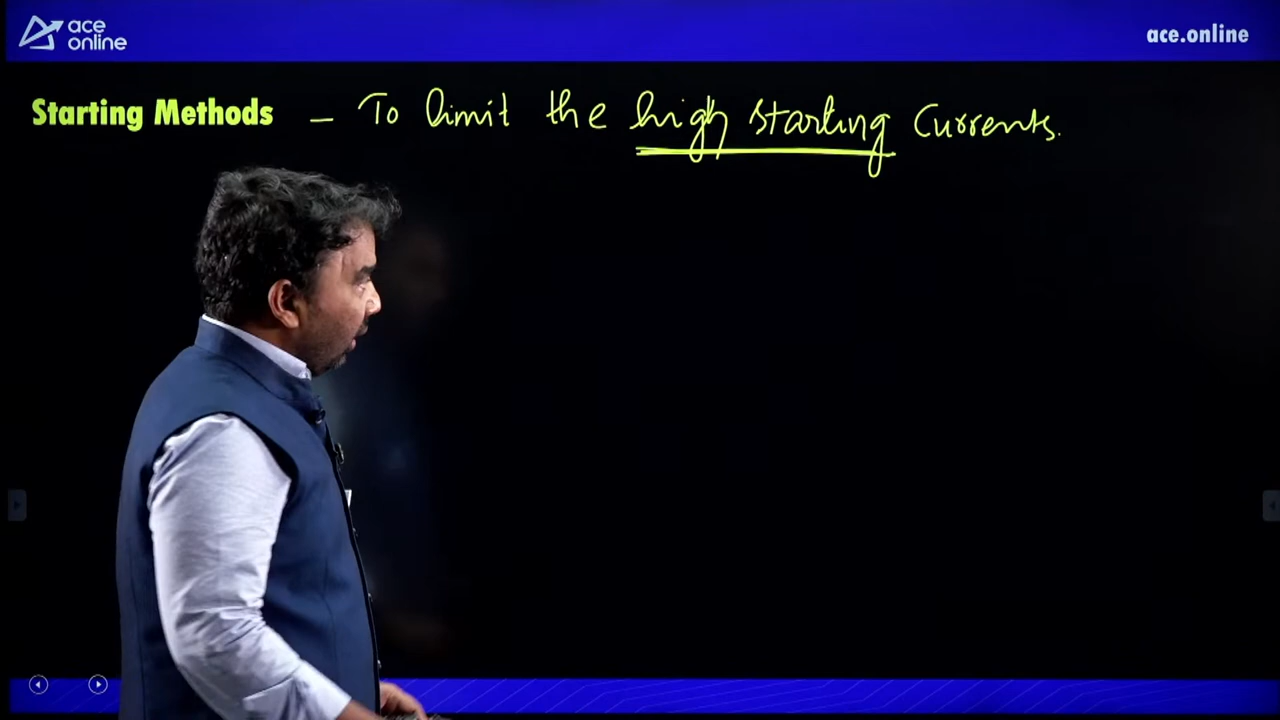 ace
online
ace.online
Starting Methods - To limit the high starting currents.